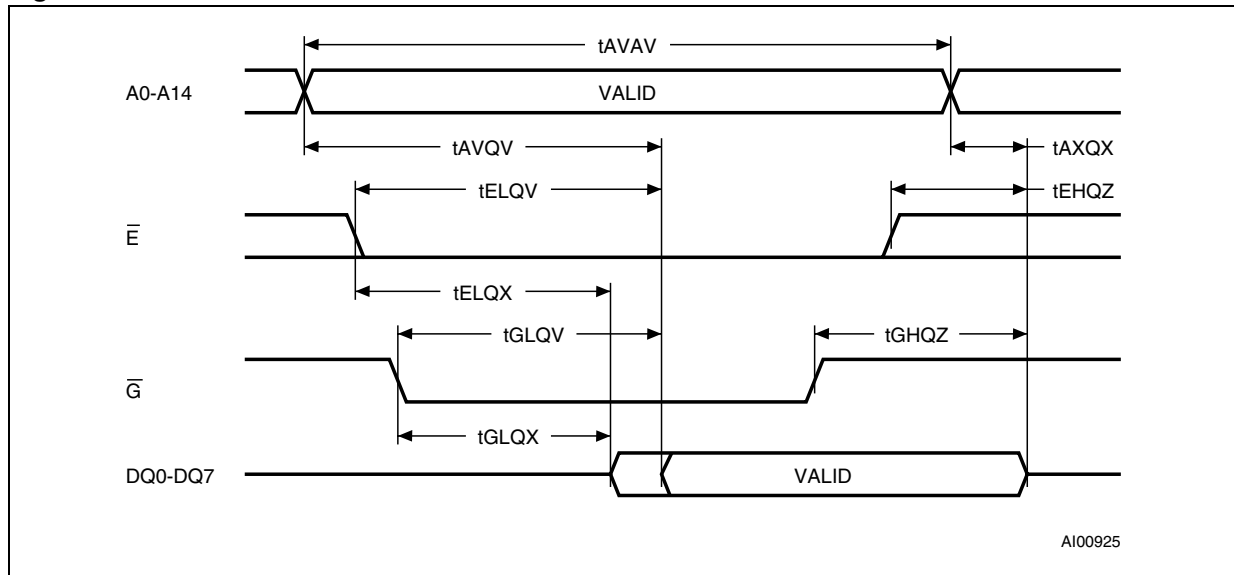 tAVAV
A0-A14
VALID
tAVQV
tAXQX
tELQV
tEHQZ
E̅
tELQX
tGLQV
tGHQZ
G̅
tGLQX
DQ0-DQ7
VALID
AI00925